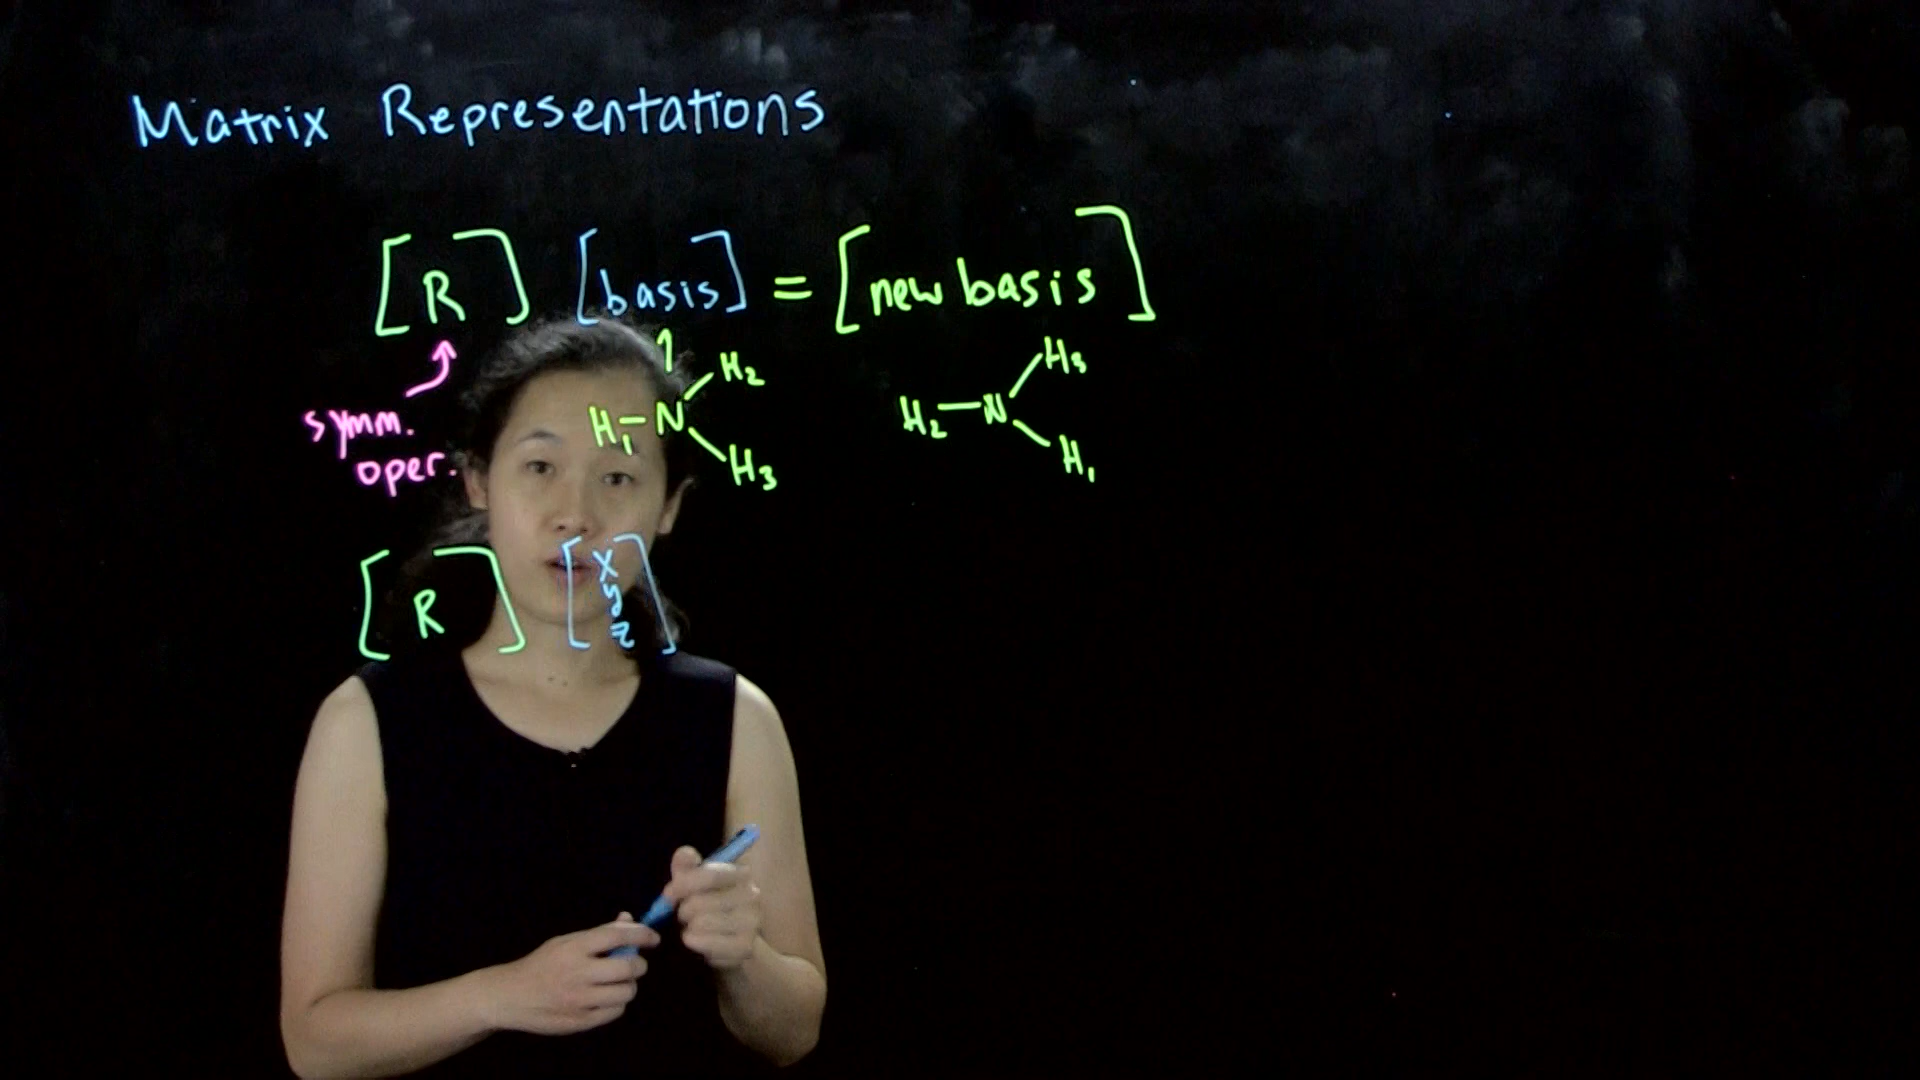 Matrix Representations
[R] [basis] = [new basis]
symm.
oper.
H₁-N
H₂
H₃
H₂-N
H₃
H₁
[R] [x
y
z]